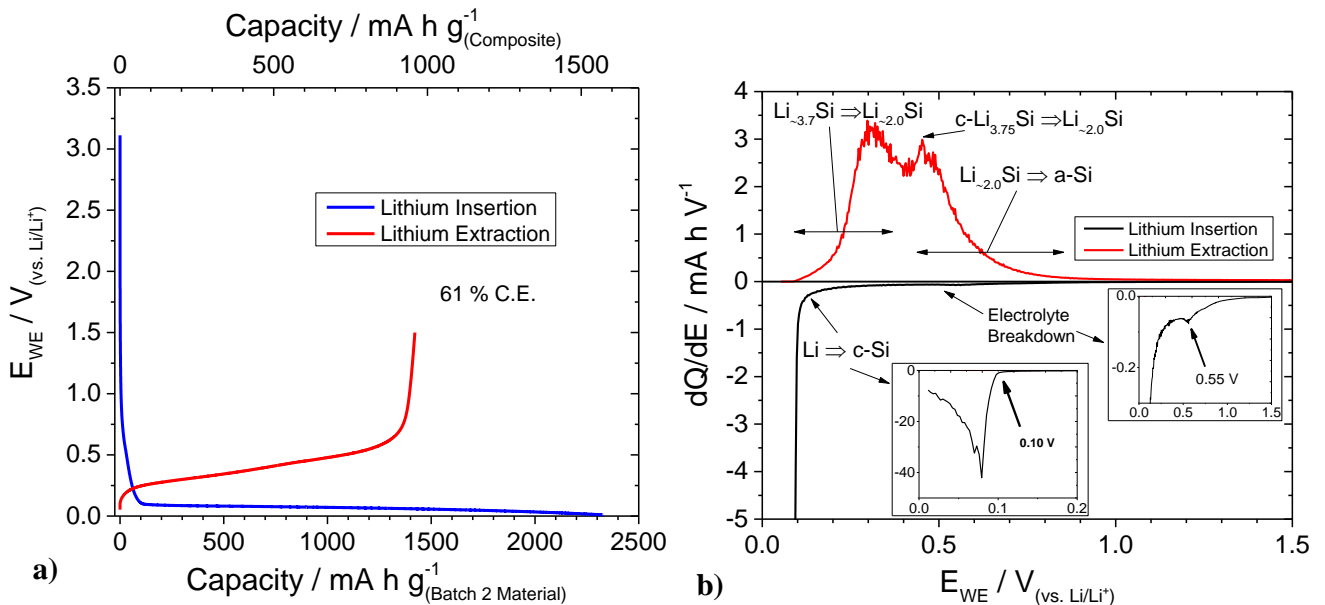 Capacity / mA h g⁻¹(Composite)
0 500 1000 1500
3.5
3.0
2.5
2.0
1.5
1.0
0.5
0.0
E_WE / V(vs. Li/Li⁺)
Lithium Insertion
Lithium Extraction
61 % C.E.
0 500 1000 1500 2000 2500
Capacity / mA h g⁻¹(Batch 2 Material)
a)
4
3
2
1
0
-1
-2
-3
-4
-5
dQ/dE / mA h V⁻¹
Li~3.7Si⇒Li~2.0Si
c-Li3.75Si⇒Li~2.0Si
Li~2.0Si⇒ a-Si
Lithium Insertion
Lithium Extraction
Electrolyte
Breakdown
Li ⇒ c-Si
0.0
-0.2
0.55 V
0.0 0.5 1.0 1.5
0
-20
-40
0.10 V
0.0 0.1 0.2
0.0 0.5 1.0 1.5
E_WE / V(vs. Li/Li⁺)
b)